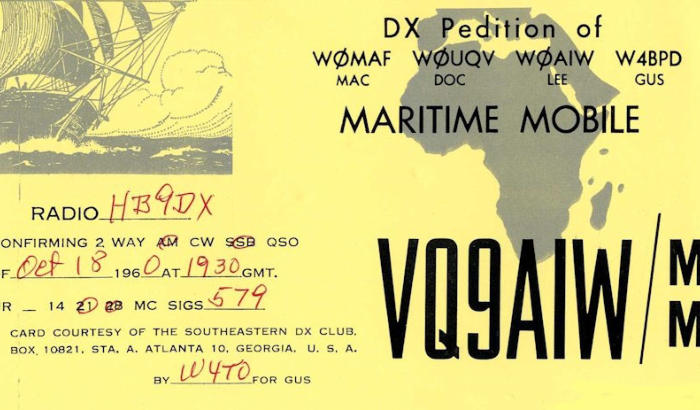 DX Pedition of
WØMAF WØUQV WØAIW W4BPD
MAC DOC LEE GUS
MARITIME MOBILE
RADIO HB9DX
ONFIRMING 2 WAY AM CW SSB QSO
F Oct 18 1960 AT 1930 GMT.
R — 14 21 28 MC SIGS 579
CARD COURTESY OF THE SOUTHEASTERN DX CLUB,
BOX 10821, STA. A. ATLANTA 10, GEORGIA, U. S. A.
BY W4TO FOR GUS
VQ9AIW/M
M